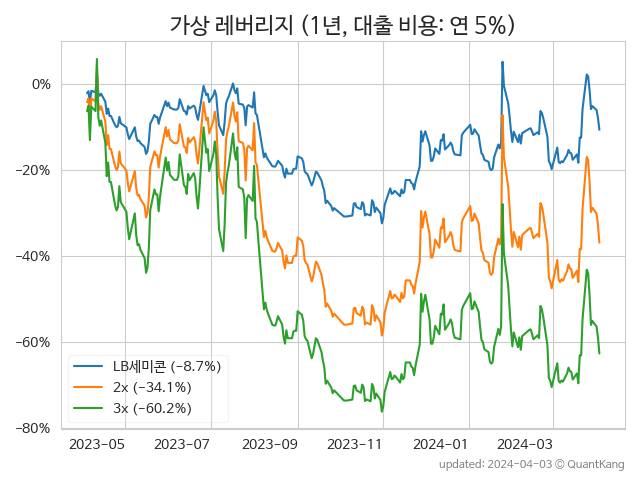 가상 레버리지 (1년, 대출 비용: 연 5%)
0%
−20%
−40%
−60%
−80%
LB세미콘 (−8.7%)
2x (−34.1%)
3x (−60.2%)
2023-05 2023-07 2023-09 2023-11 2024-01 2024-03
updated: 2024-04-03 © QuantKang